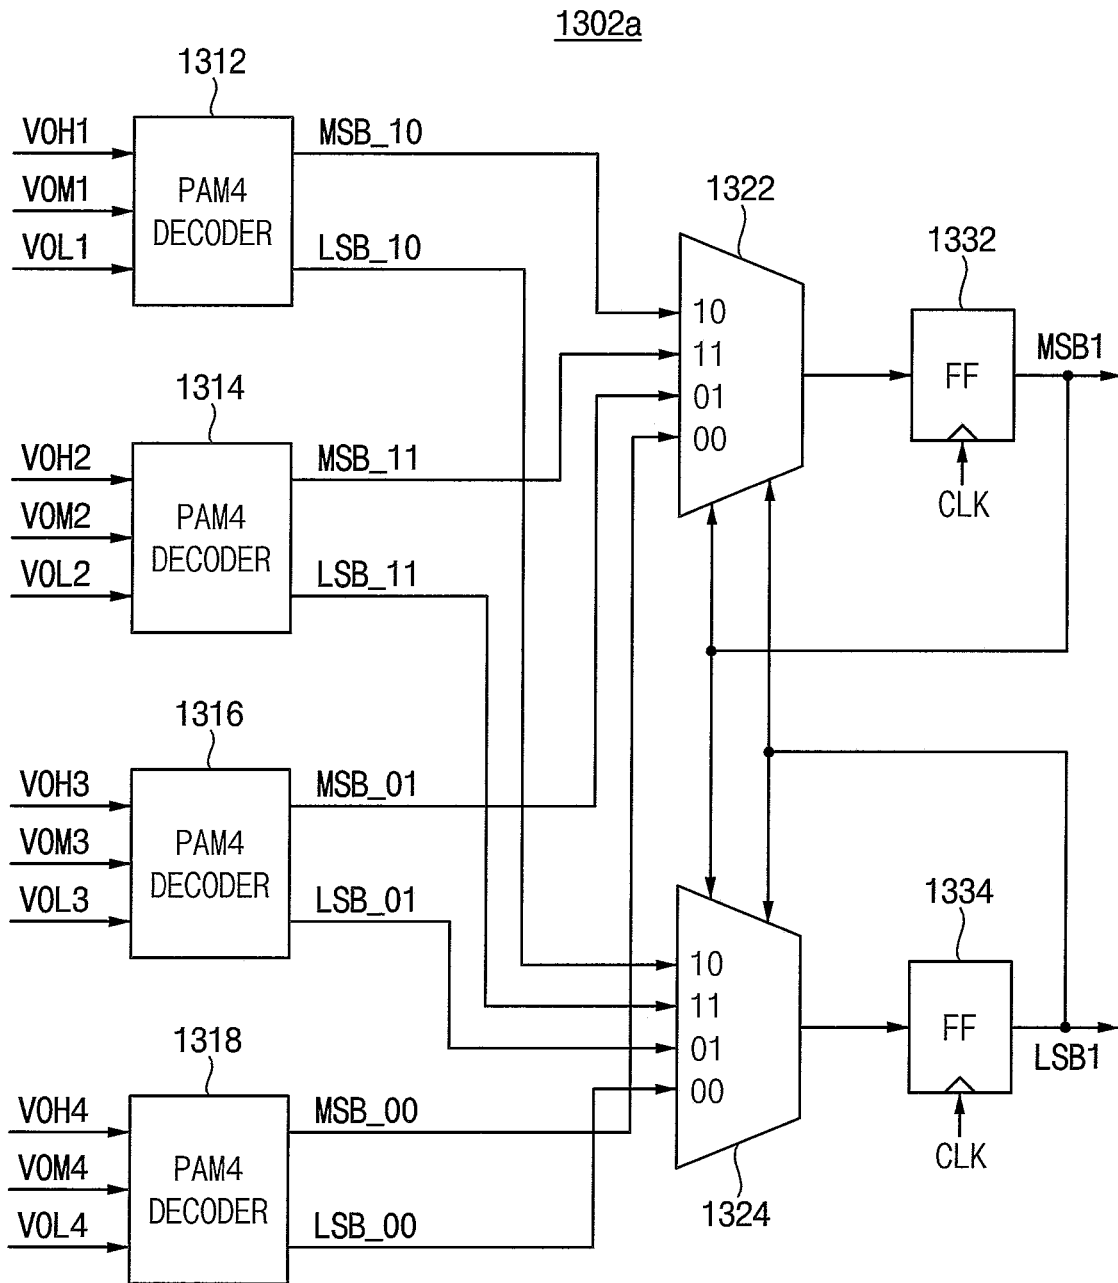 1302a
1312
VOH1
VOM1
VOL1
PAM4
DECODER
MSB_10
LSB_10
1322
10
11
01
00
1332
FF
CLK
MSB1
1314
VOH2
VOM2
VOL2
PAM4
DECODER
MSB_11
LSB_11
1316
VOH3
VOM3
VOL3
PAM4
DECODER
MSB_01
LSB_01
10
11
01
00
1324
1334
FF
CLK
LSB1
1318
VOH4
VOM4
VOL4
PAM4
DECODER
MSB_00
LSB_00